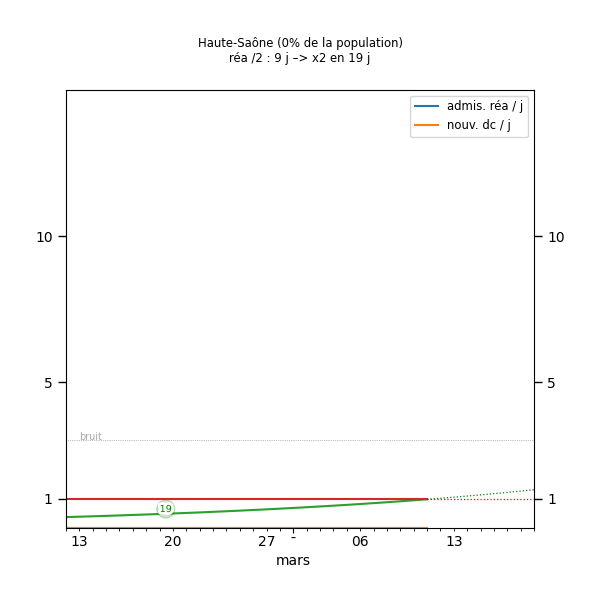 Haute-Saône (0% de la population)
réa /2 : 9 j –> x2 en 19 j
admis. réa / j
nouv. dc / j
10 10
5 5
bruit
1 1
19
13 20 27 - 06 13
mars